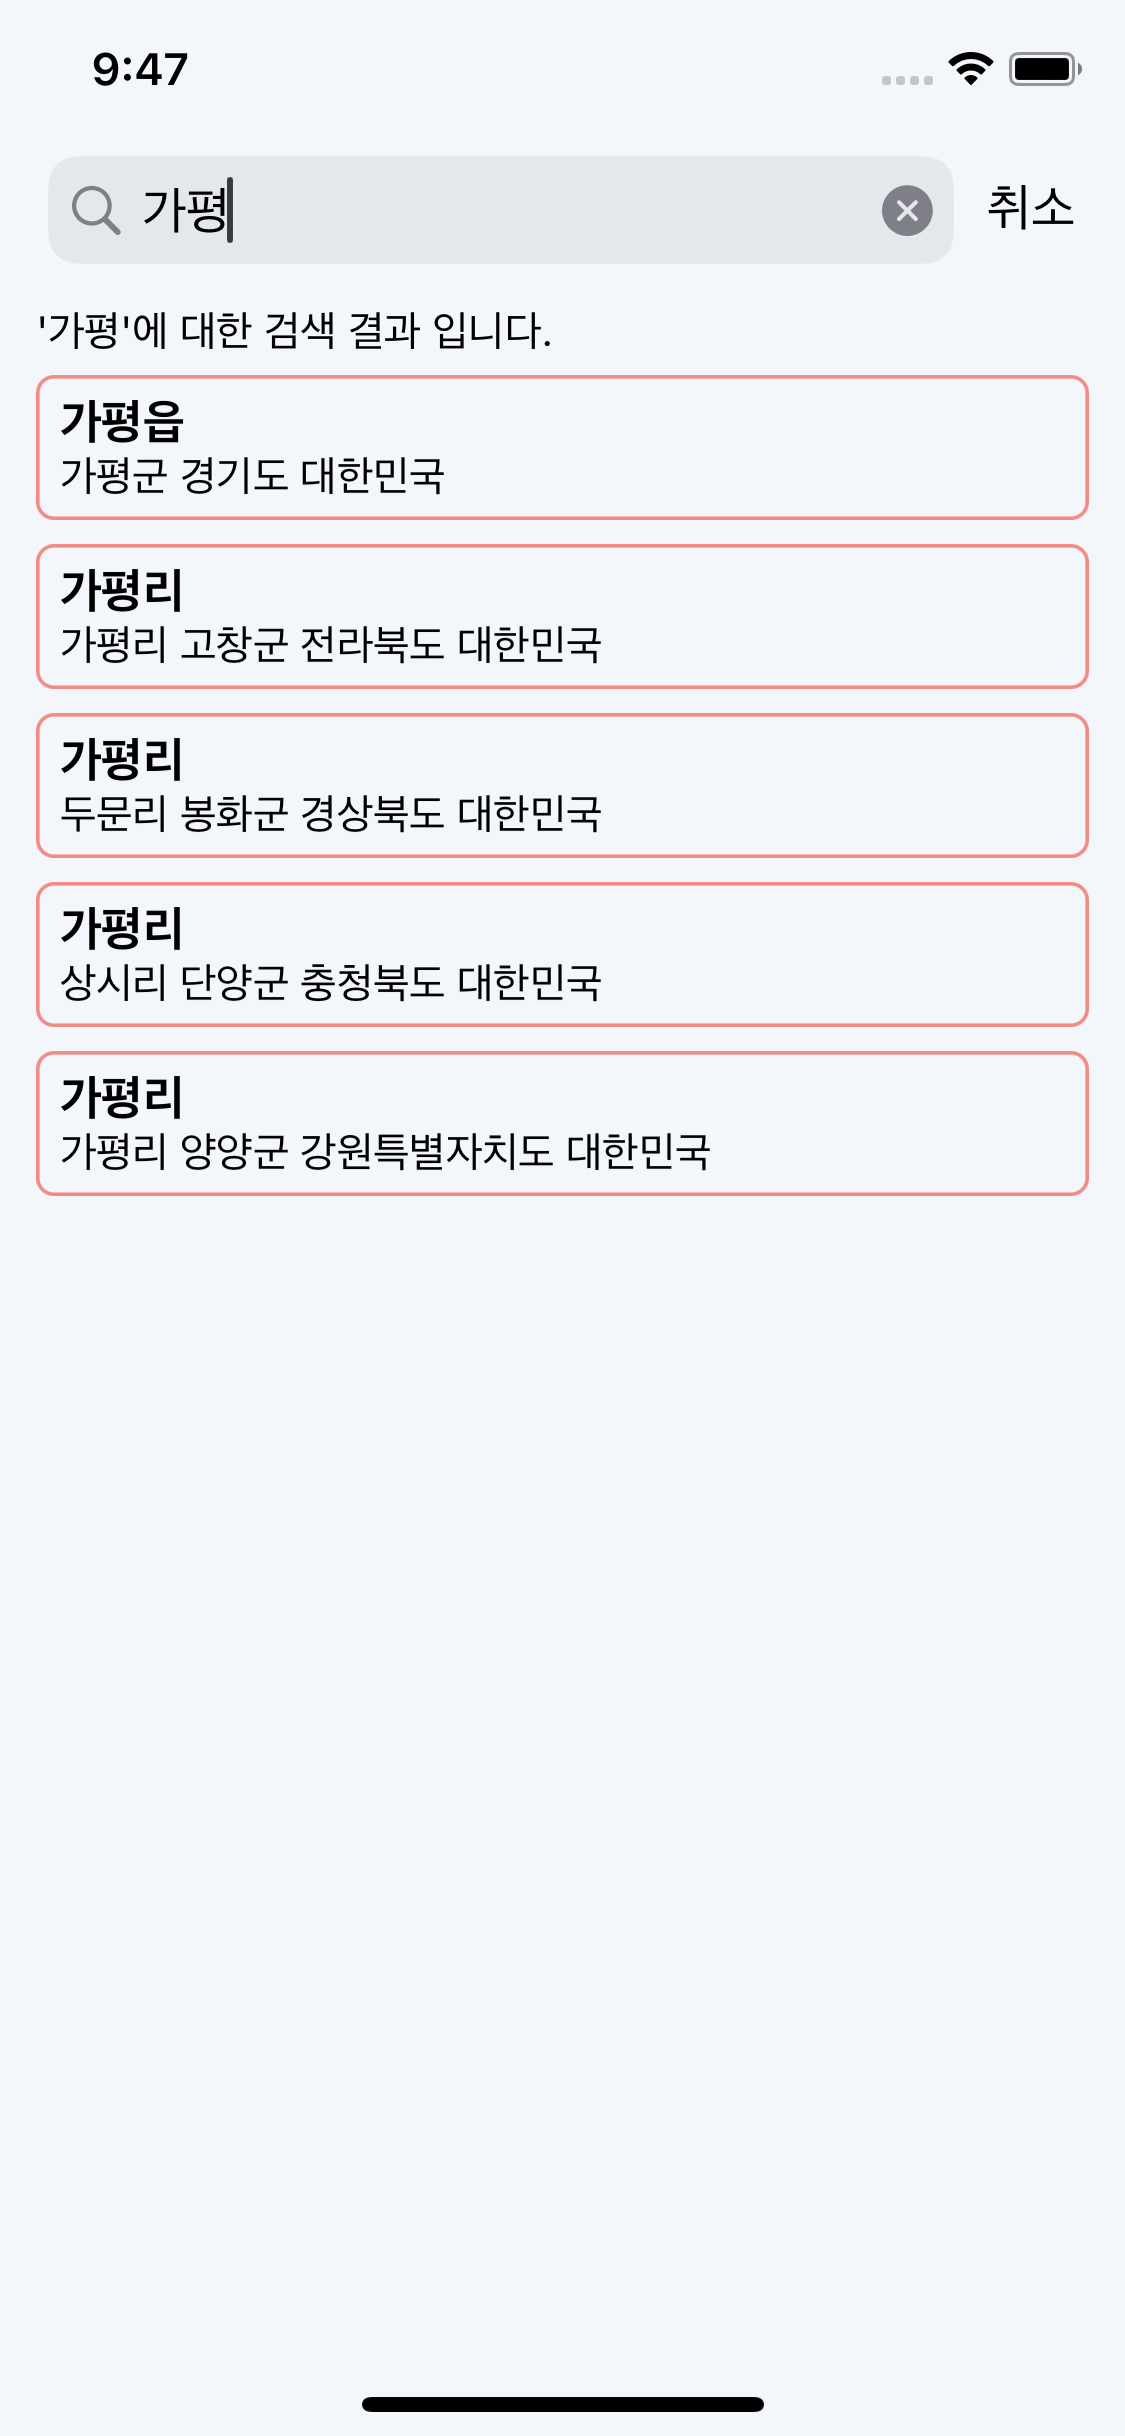 9:47
가평
취소
'가평'에 대한 검색 결과 입니다.
가평읍
가평군 경기도 대한민국
가평리
가평리 고창군 전라북도 대한민국
가평리
두문리 봉화군 경상북도 대한민국
가평리
상시리 단양군 충청북도 대한민국
가평리
가평리 양양군 강원특별자치도 대한민국